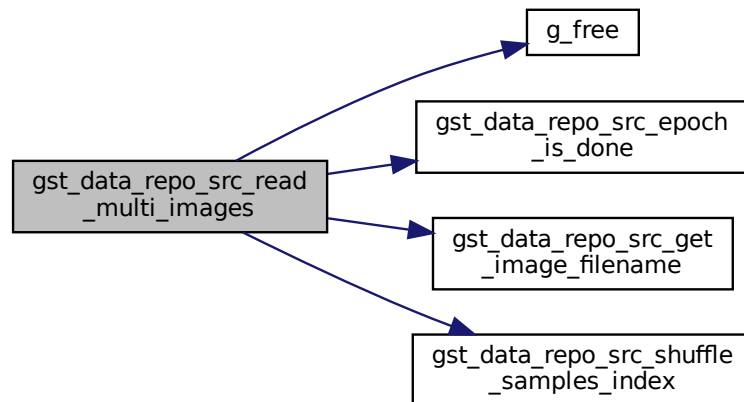 g_free
gst_data_repo_src_epoch
_is_done
gst_data_repo_src_read
_multi_images
gst_data_repo_src_get
_image_filename
gst_data_repo_src_shuffle
_samples_index